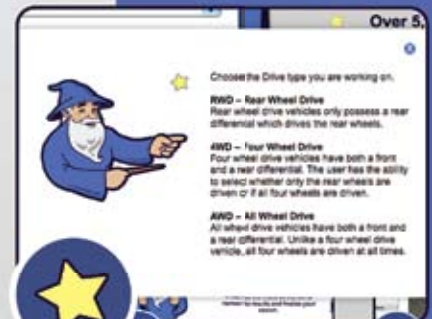 Over 5,
Choose the Drive type you are working on.
RWD – Rear Wheel Drive
Rear wheel drive vehicles only possess a rear
differential which drives the rear wheels.
4WD – Four Wheel Drive
Four wheel drive vehicles have both a front
and a rear differential. The user has the ability
to select whether only the rear wheels are
driven or if all four wheels are driven.
AWD – All Wheel Drive
All wheel drive vehicles have both a front and
a rear differential. Unlike a four wheel drive
vehicle, all four wheels are driven at all times.